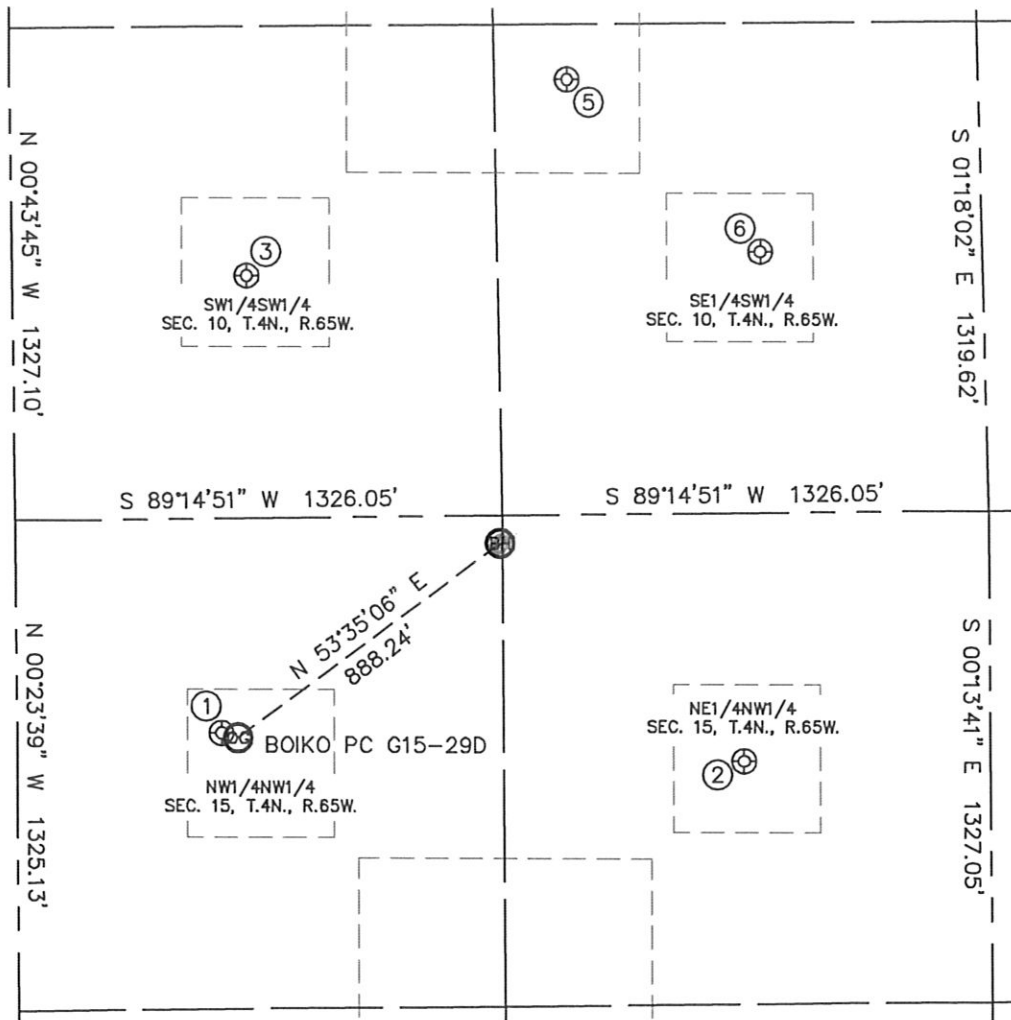 5
N 00°43'45" W 1327.10'
S 01°18'02" E 1319.62'
3
6
SW1/4SW1/4
SEC. 10, T.4N., R.65W.
SE1/4SW1/4
SEC. 10, T.4N., R.65W.
S 89°14'51" W 1326.05'
S 89°14'51" W 1326.05'
BH
N 53°35'06" E
888.24'
N 00°23'39" W 1325.13'
S 00°13'41" E 1327.05'
1
BOIKO PC G15-29D
NW1/4NW1/4
SEC. 15, T.4N., R.65W.
NE1/4NW1/4
SEC. 15, T.4N., R.65W.
2